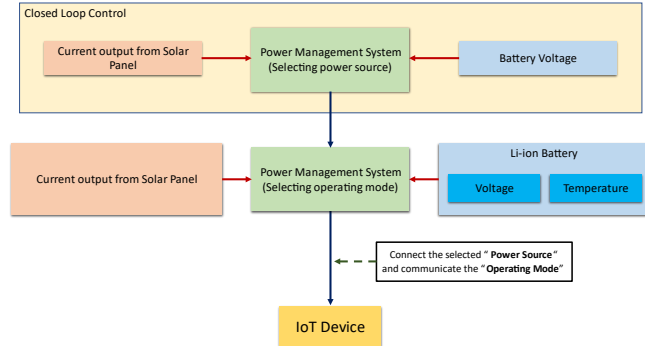 Closed Loop Control
Current output from Solar
Panel
Power Management System
(Selecting power source)
Battery Voltage
Current output from Solar Panel
Power Management System
(Selecting operating mode)
Li-ion Battery
Voltage
Temperature
Connect the selected “ Power Source”
and communicate the “Operating Mode”
IoT Device